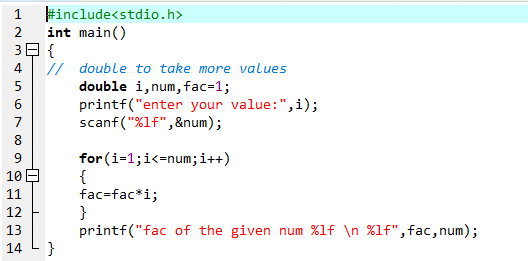 1 #include<stdio.h>
2 int main()
3 {
4 // double to take more values
5 double i,num,fac=1;
6 printf("enter your value:",i);
7 scanf("%lf",&num);
8
9 for(i=1;i<=num;i++)
10 {
11 fac=fac*i;
12 }
13 printf("fac of the given num %lf \n %lf",fac,num);
14 }